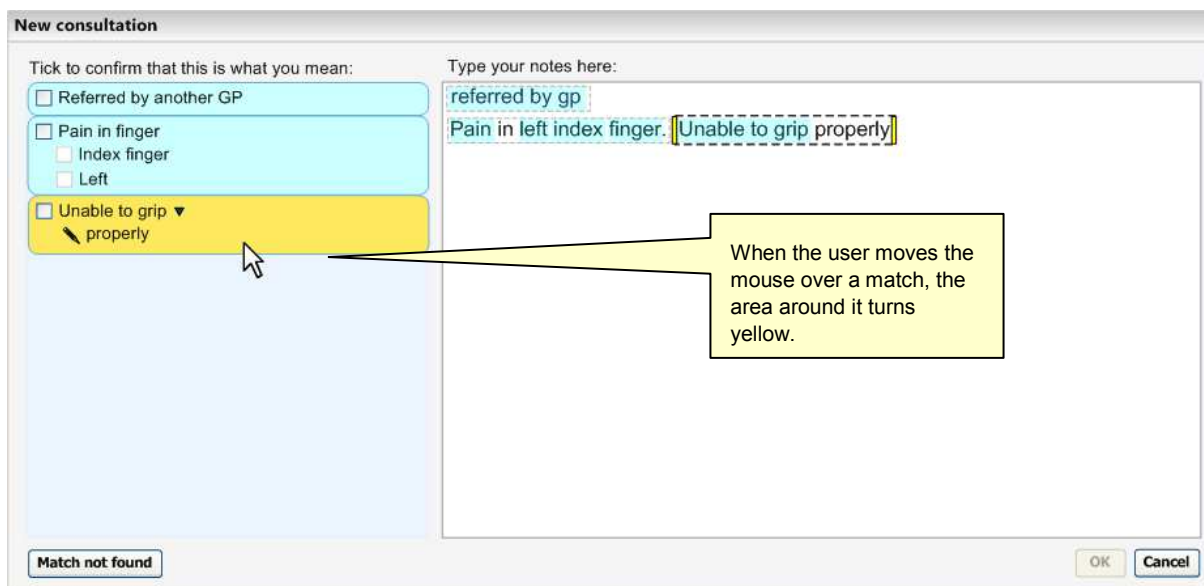 New consultation
Tick to confirm that this is what you mean:
Referred by another GP
Pain in finger
Index finger
Left
Unable to grip
properly
Type your notes here:
referred by gp
Pain in left index finger. Unable to grip properly
When the user moves the
mouse over a match, the
area around it turns
yellow.
Match not found
OK
Cancel